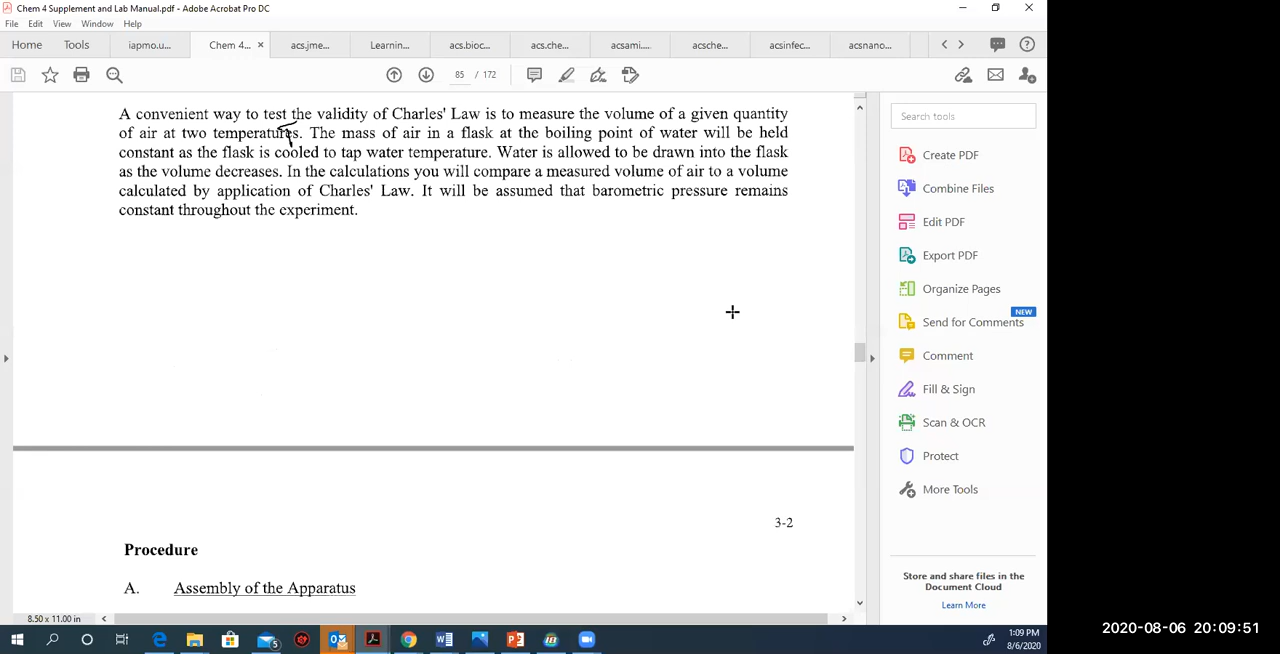 Chem 4 Supplement and Lab Manual.pdf - Adobe Acrobat Pro DC
File Edit View Window Help
Home Tools iapmo.u... Chem 4... × acs.jme... Learnin... acs.bioc... acs.che... acsami.... acsche... acsinfec... acsnano...
85 / 172
A convenient way to test the validity of Charles' Law is to measure the volume of a given quantity
of air at two temperatures. The mass of air in a flask at the boiling point of water will be held
constant as the flask is cooled to tap water temperature. Water is allowed to be drawn into the flask
as the volume decreases. In the calculations you will compare a measured volume of air to a volume
calculated by application of Charles' Law. It will be assumed that barometric pressure remains
constant throughout the experiment.
3-2
Procedure
A. Assembly of the Apparatus
8.50 x 11.00 in
Search tools
Create PDF
Combine Files
Edit PDF
Export PDF
Organize Pages
NEW
Send for Comments
Comment
Fill & Sign
Scan & OCR
Protect
More Tools
Store and share files in the
Document Cloud
Learn More
5
1:09 PM
8/6/2020
2020-08-06 20:09:51